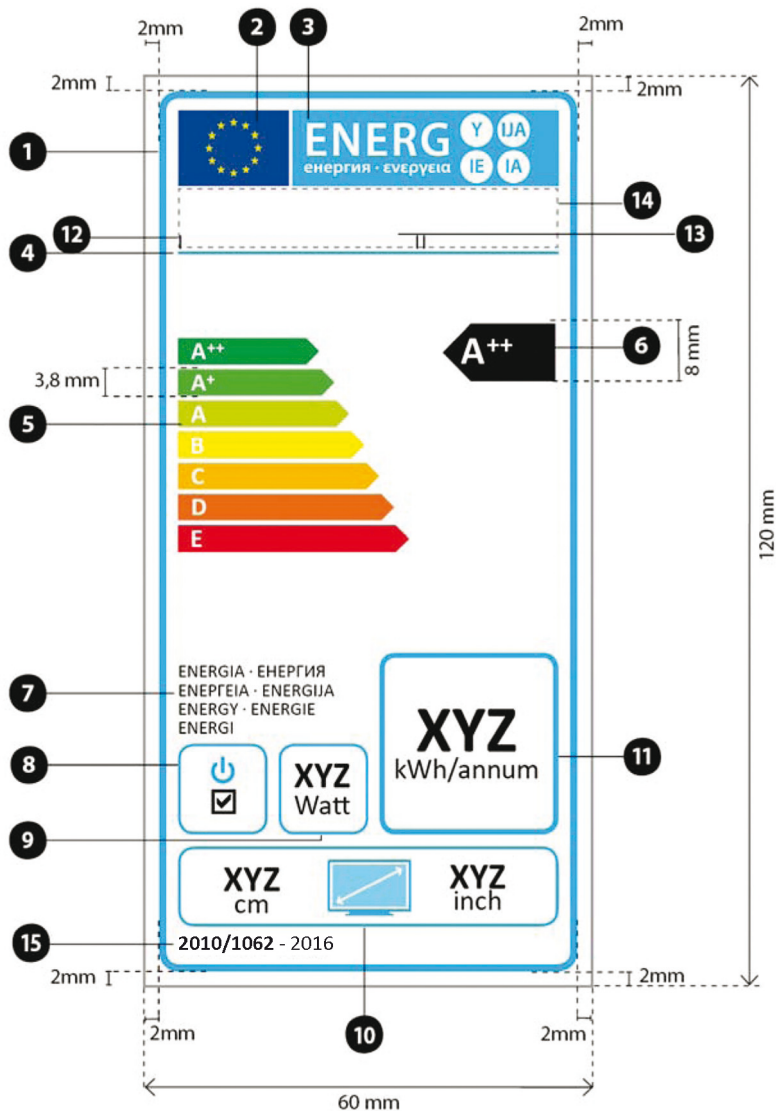 2mm
2
3
2mm
2mm
2mm
1
ENERG
Y
IJA
енергия · ενεργεια
IE
IA
14
12
I
II
13
4
A++
A++
6
8 mm
3,8 mm
A+
5
A
B
C
D
E
120 mm
ENERGIA · ЕНЕРГИЯ
7
ΕΝΕΡΓΕΙΑ · ENERGIJA
ENERGY · ENERGIE
ENERGI
XYZ
kWh/annum
11
8
XYZ
Watt
9
XYZ
cm
XYZ
inch
15
2010/1062 - 2016
2mm
2mm
2mm
10
2mm
60 mm